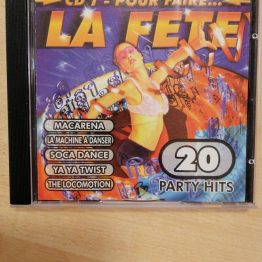 CD 7 - POUR FAIRE...
LA FETE
MACARENA
LA MACHINE A DANSER
SOCA DANCE
YA YA TWIST
THE LOCOMOTION
20
PARTY HITS